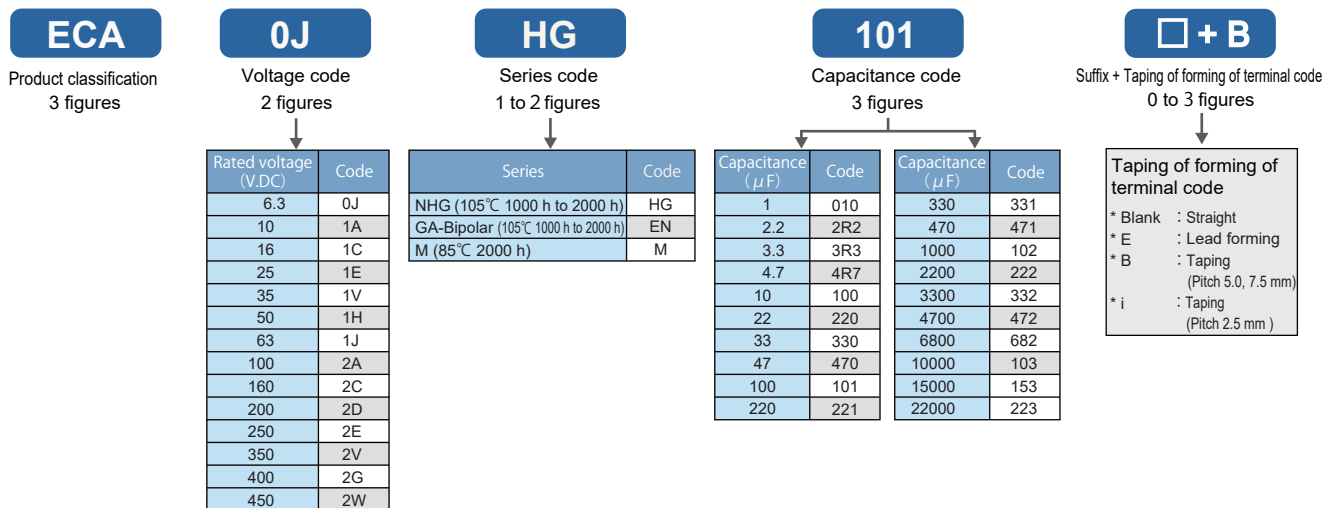 ECA 0J HG 101 □ + B
Product classification Voltage code Series code Capacitance code Suffix + Taping of forming of terminal code
3 figures 2 figures 1 to 2 figures 3 figures 0 to 3 figures
Rated voltage (V.DC) Code
6.3 0J
10 1A
16 1C
25 1E
35 1V
50 1H
63 1J
100 2A
160 2C
200 2D
250 2E
350 2V
400 2G
450 2W
Series Code
NHG (105℃ 1000 h to 2000 h) HG
GA-Bipolar (105℃ 1000 h to 2000 h) EN
M (85℃ 2000 h) M
Capacitance (μF) Code
1 010
2.2 2R2
3.3 3R3
4.7 4R7
10 100
22 220
33 330
47 470
100 101
220 221
Capacitance (μF) Code
330 331
470 471
1000 102
2200 222
3300 332
4700 472
6800 682
10000 103
15000 153
22000 223
Taping of forming of
terminal code
* Blank : Straight
* E : Lead forming
* B : Taping
(Pitch 5.0, 7.5 mm)
* i : Taping
(Pitch 2.5 mm )